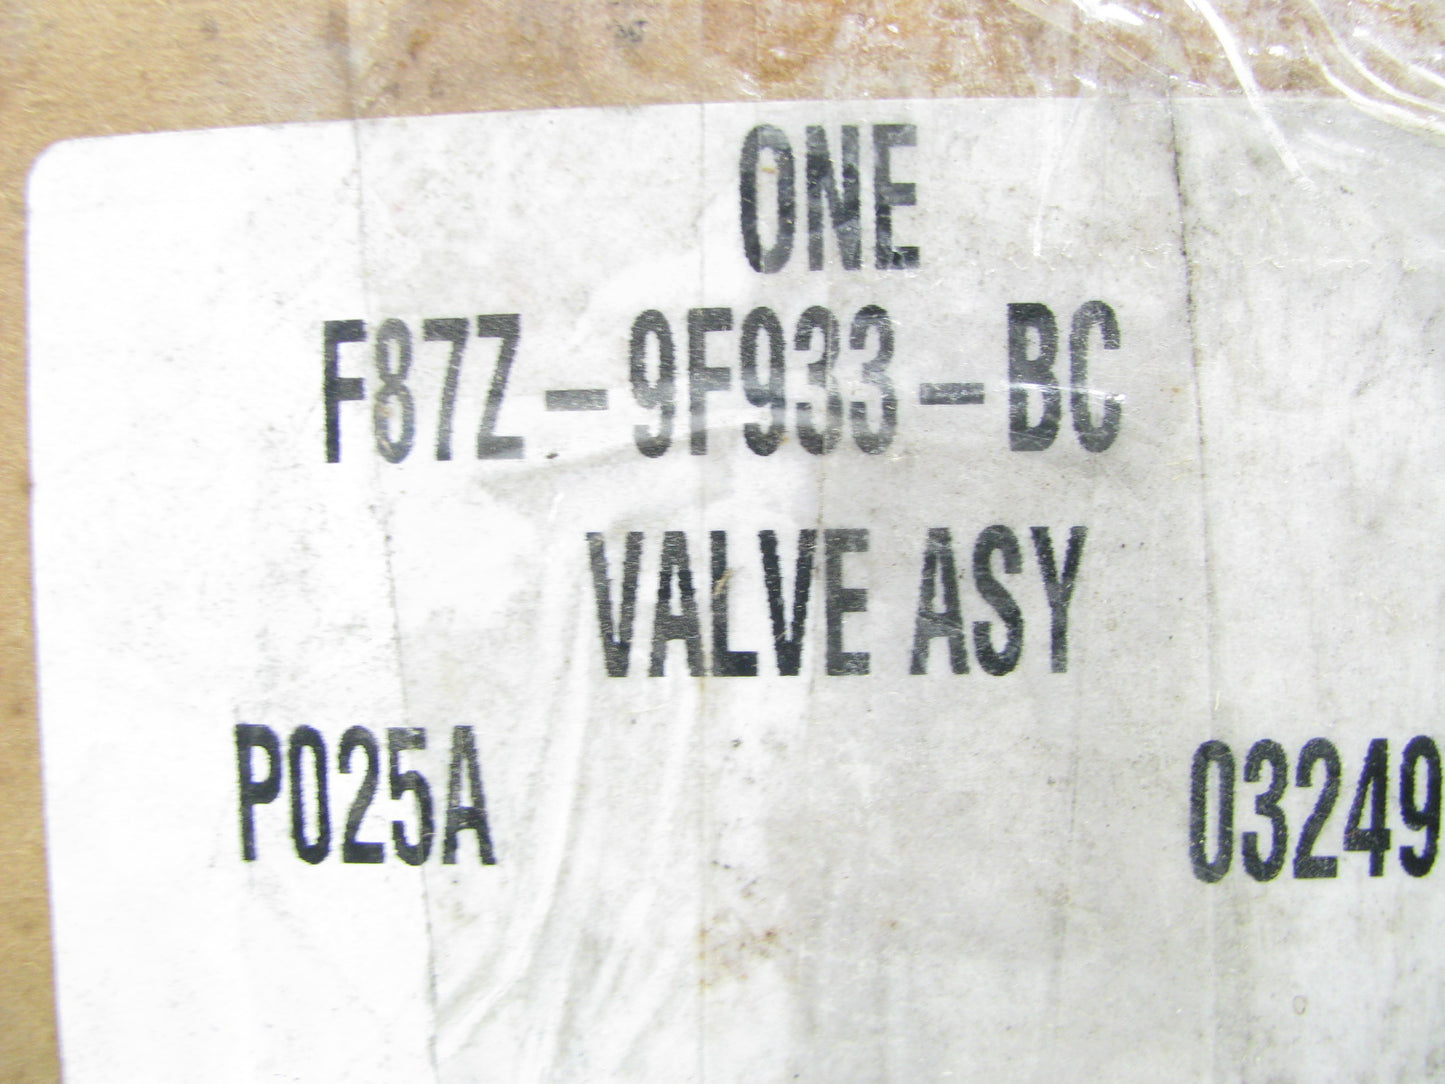 ONE
F87Z-9F933-BC
VALVE ASY
P025A 03249